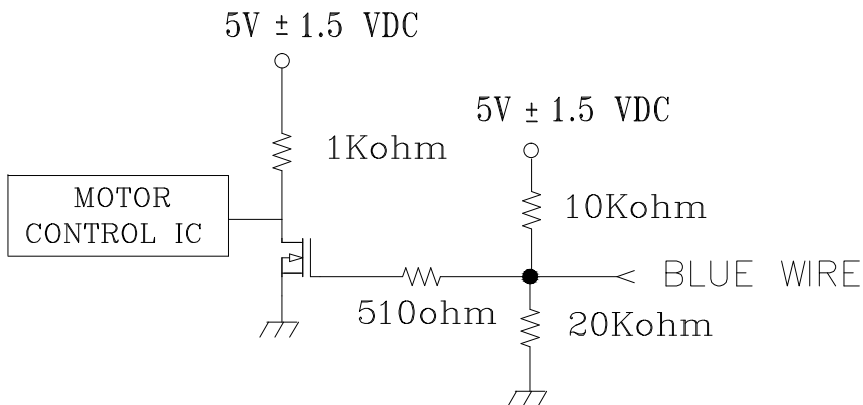 5V ± 1.5 VDC
5V ± 1.5 VDC
1Kohm
10Kohm
MOTOR
CONTROL IC
BLUE WIRE
510ohm
20Kohm